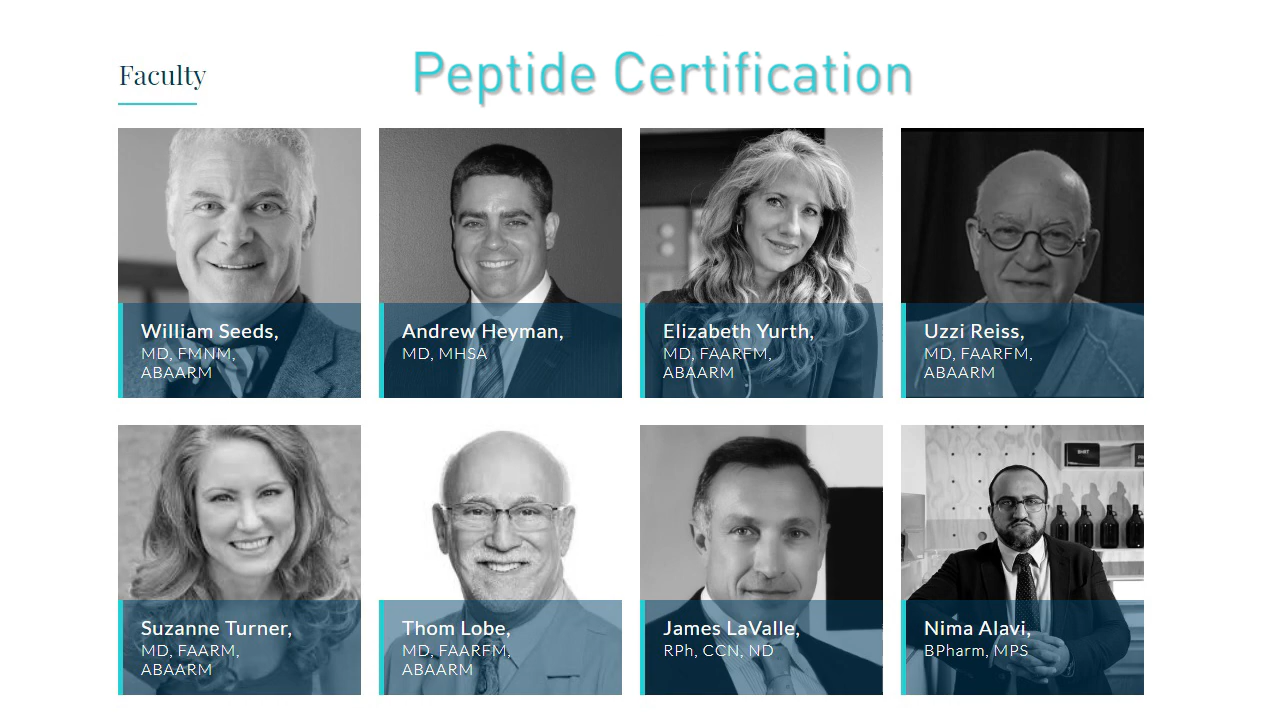 Faculty
Peptide Certification
William Seeds,
MD, FMNM,
ABAARM
Andrew Heyman,
MD, MHSA
Elizabeth Yurth,
MD, FAARFM,
ABAARM
Uzzi Reiss,
MD, FAARFM,
ABAARM
Suzanne Turner,
MD, FAARM,
ABAARM
Thom Lobe,
MD, FAARFM,
ABAARM
James LaValle,
RPh, CCN, ND
Nima Alavi,
BPharm, MPS